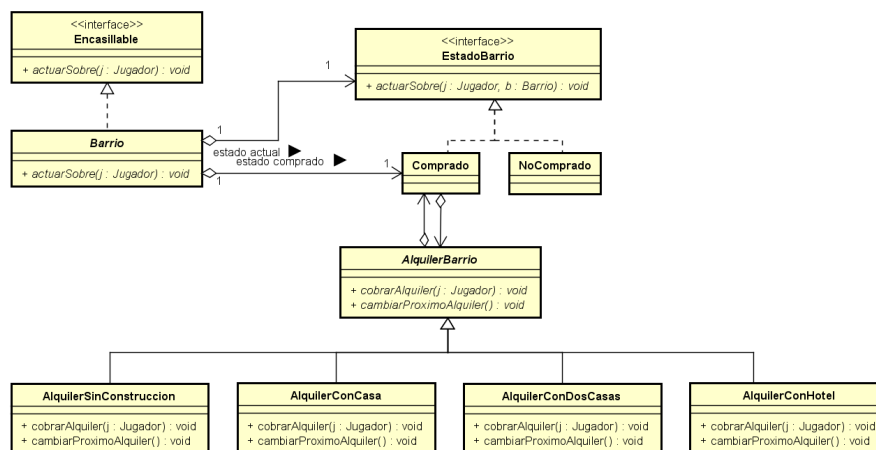 <<interface>>
Encasillable
+ actuarSobre(j : Jugador) : void
<<interface>>
EstadoBarrio
+ actuarSobre(j : Jugador, b : Barrio) : void
1
1
Barrio
+ actuarSobre(j : Jugador) : void
estado actual
estado comprado
1
1
Comprado
NoComprado
AlquilerBarrio
+ cobrarAlquiler(j : Jugador) : void
+ cambiarProximoAlquiler() : void
AlquilerSinConstruccion
+ cobrarAlquiler(j : Jugador) : void
+ cambiarProximoAlquiler() : void
AlquilerConCasa
+ cobrarAlquiler(j : Jugador) : void
+ cambiarProximoAlquiler() : void
AlquilerConDosCasas
+ cobrarAlquiler(j : Jugador) : void
+ cambiarProximoAlquiler() : void
AlquilerConHotel
+ cobrarAlquiler(j : Jugador) : void
+ cambiarProximoAlquiler() : void